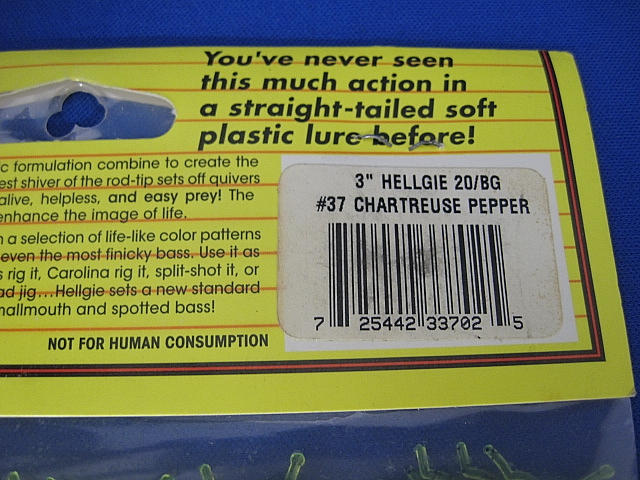 You've never seen
this much action in
a straight-tailed soft
plastic lure before!
c formulation combine to create the
est shiver of the rod-tip sets off quivers
alive, helpless, and easy prey! The
enhance the image of life.
n a selection of life-like color patterns
even the most finicky bass. Use it as
s rig it, Carolina rig it, split-shot it, or
ad jig...Hellgie sets a new standard
mallmouth and spotted bass!
NOT FOR HUMAN CONSUMPTION
3" HELLGIE 20/BG
#37 CHARTREUSE PEPPER
7 25442 33702 5